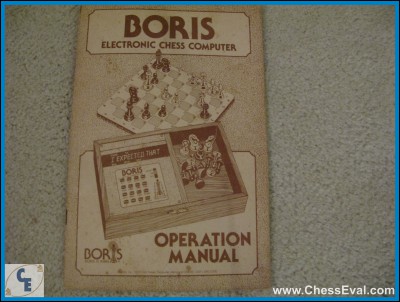 BORIS
ELECTRONIC CHESS COMPUTER
I EXPECTED THAT
BORIS
BORIS
OPERATION
MANUAL
CE
www.ChessEval.com